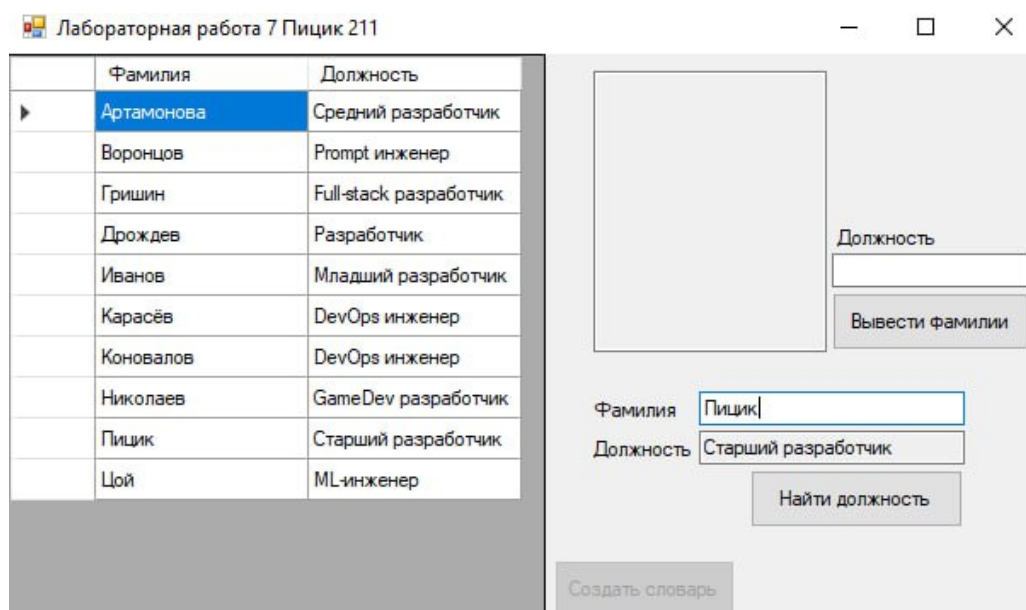 Лабораторная работа 7 Пицик 211
Фамилия Должность
Артамонова Средний разработчик
Воронцов Prompt инженер
Гришин Full-stack разработчик
Дрождев Разработчик
Иванов Младший разработчик
Карасёв DevOps инженер
Коновалов DevOps инженер
Николаев GameDev разработчик
Пицик Старший разработчик
Цой ML-инженер
Должность
Вывести фамилии
Фамилия Пицик
Должность Старший разработчик
Найти должность
Создать словарь